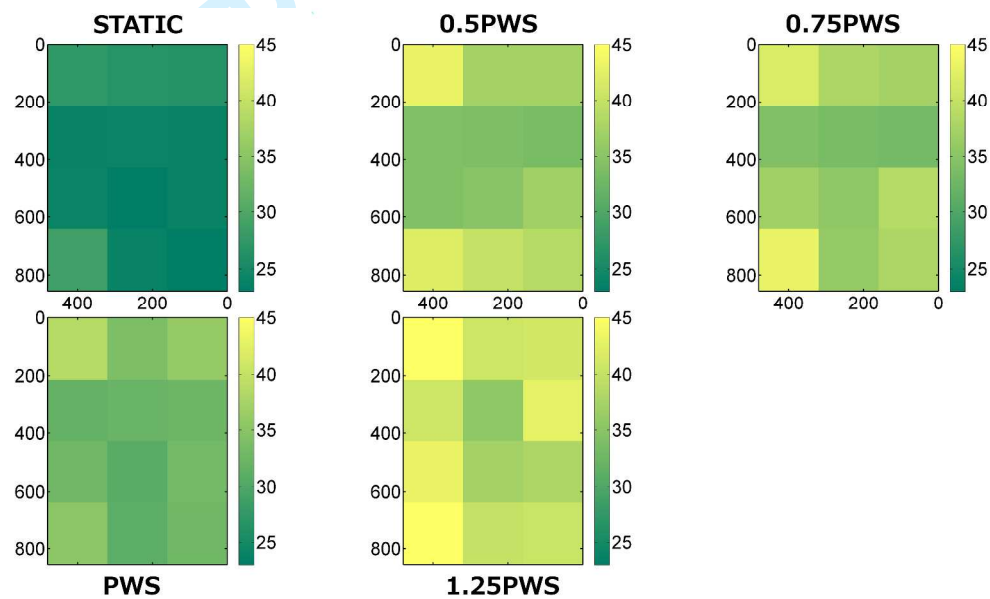 STATIC 0.5PWS 0.75PWS
0 45 0 45 0 45
200 40 200 40 200 40
400 35 400 35 400 35
600 30 600 30 600 30
800 25 800 25 800 25
400 200 0 400 200 0 400 200 0
0 45 0 45
200 40 200 40
400 35 400 35
600 30 600 30
800 25 800 25
PWS 1.25PWS